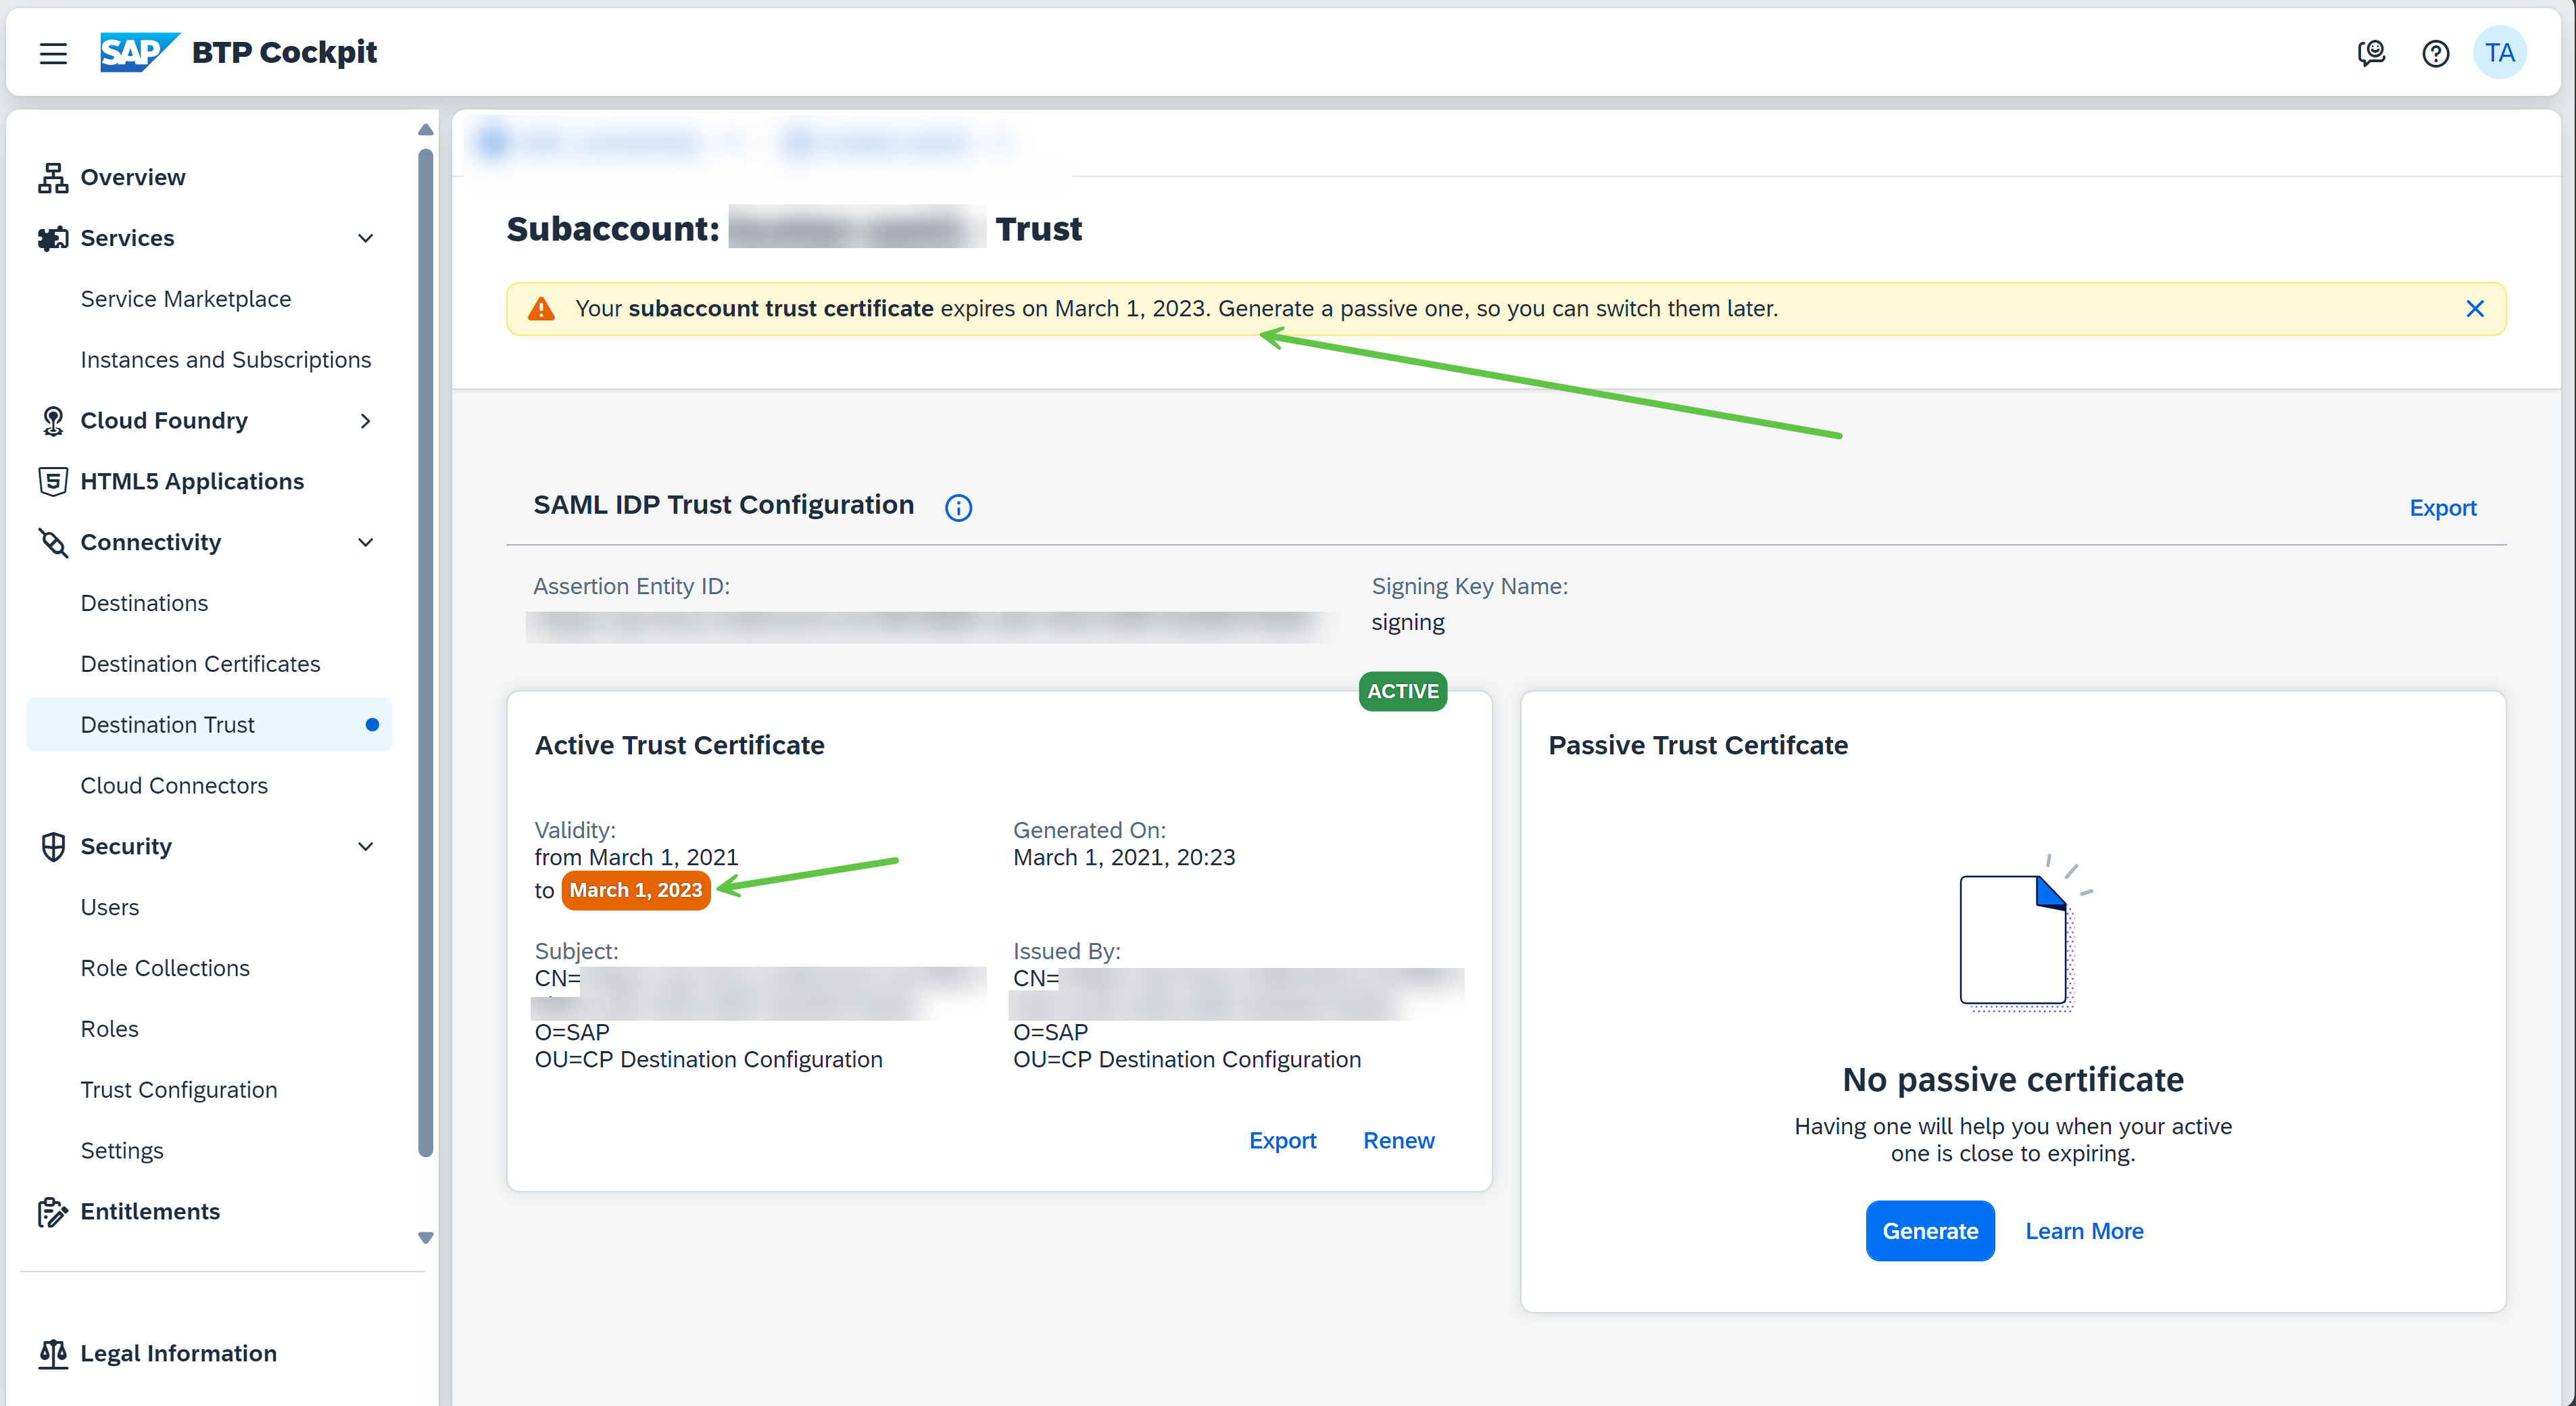 SAP BTP Cockpit
TA
Overview
Services
Service Marketplace
Instances and Subscriptions
Cloud Foundry
HTML5 Applications
Connectivity
Destinations
Destination Certificates
Destination Trust
Cloud Connectors
Security
Users
Role Collections
Roles
Trust Configuration
Settings
Entitlements
Legal Information
Subaccount: Trust
Your subaccount trust certificate expires on March 1, 2023. Generate a passive one, so you can switch them later.
SAML IDP Trust Configuration
Export
Assertion Entity ID:
Signing Key Name:
signing
ACTIVE
Active Trust Certificate
Validity:
from March 1, 2021
to March 1, 2023
Generated On:
March 1, 2021, 20:23
Subject:
CN=
O=SAP
OU=CP Destination Configuration
Issued By:
CN=
O=SAP
OU=CP Destination Configuration
Export Renew
Passive Trust Certifcate
No passive certificate
Having one will help you when your active
one is close to expiring.
Generate Learn More